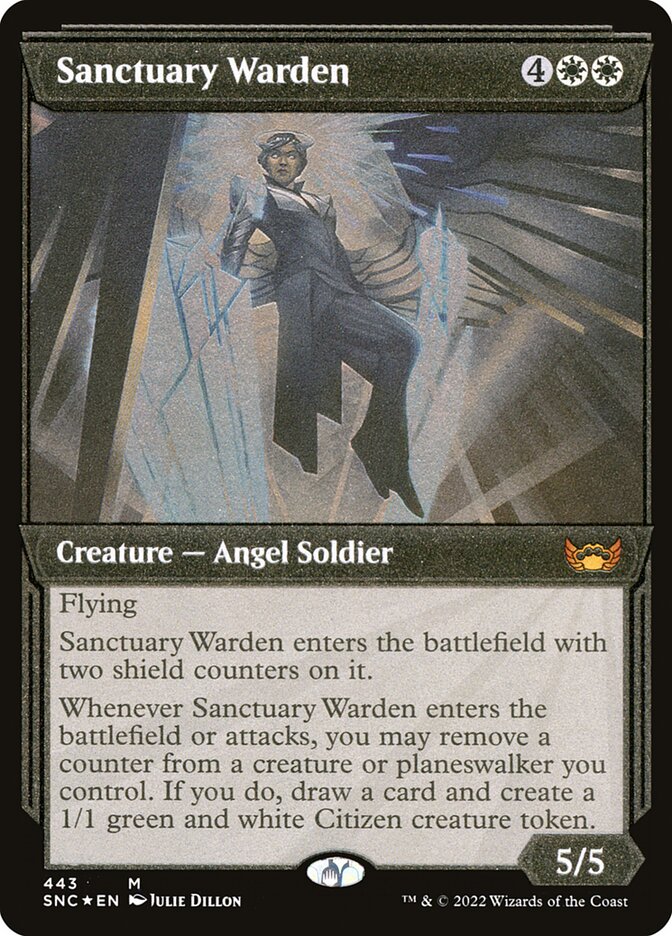 Sanctuary Warden 4
Creature — Angel Soldier
Flying
Sanctuary Warden enters the battlefield with
two shield counters on it.
Whenever Sanctuary Warden enters the
battlefield or attacks, you may remove a
counter from a creature or planeswalker you
control. If you do, draw a card and create a
1/1 green and white Citizen creature token.
5/5
443 M
SNC★EN Julie Dillon ™ & © 2022 Wizards of the Coast